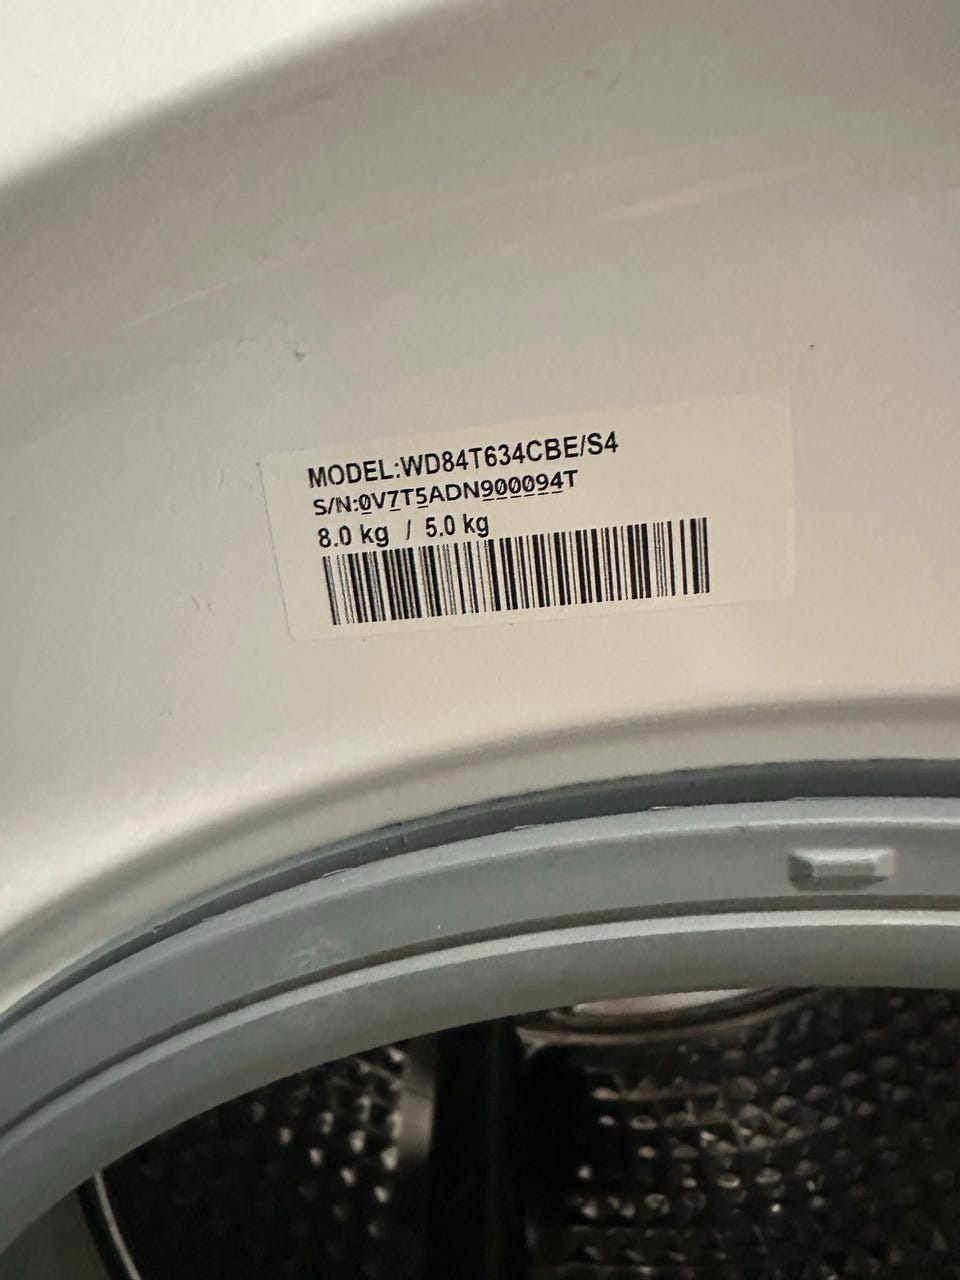 MODEL:WD84T634CBE/S4
S/N:0V7T5ADN900094T
8.0 kg / 5.0 kg